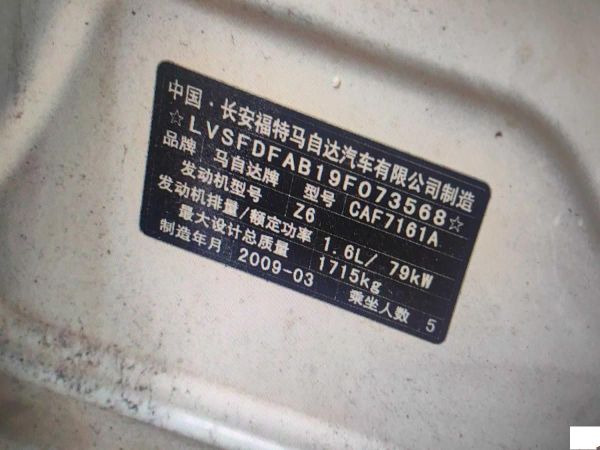 中国·长安福特马自达汽车有限公司制造
☆LVSFDFAB19F073568☆
品牌 马自达牌 型号 CAF7161A
发动机型号 Z6
发动机排量/额定功率 1.6L/ 79kW
最大设计总质量 1715kg
制造年月 2009-03 乘坐人数 5